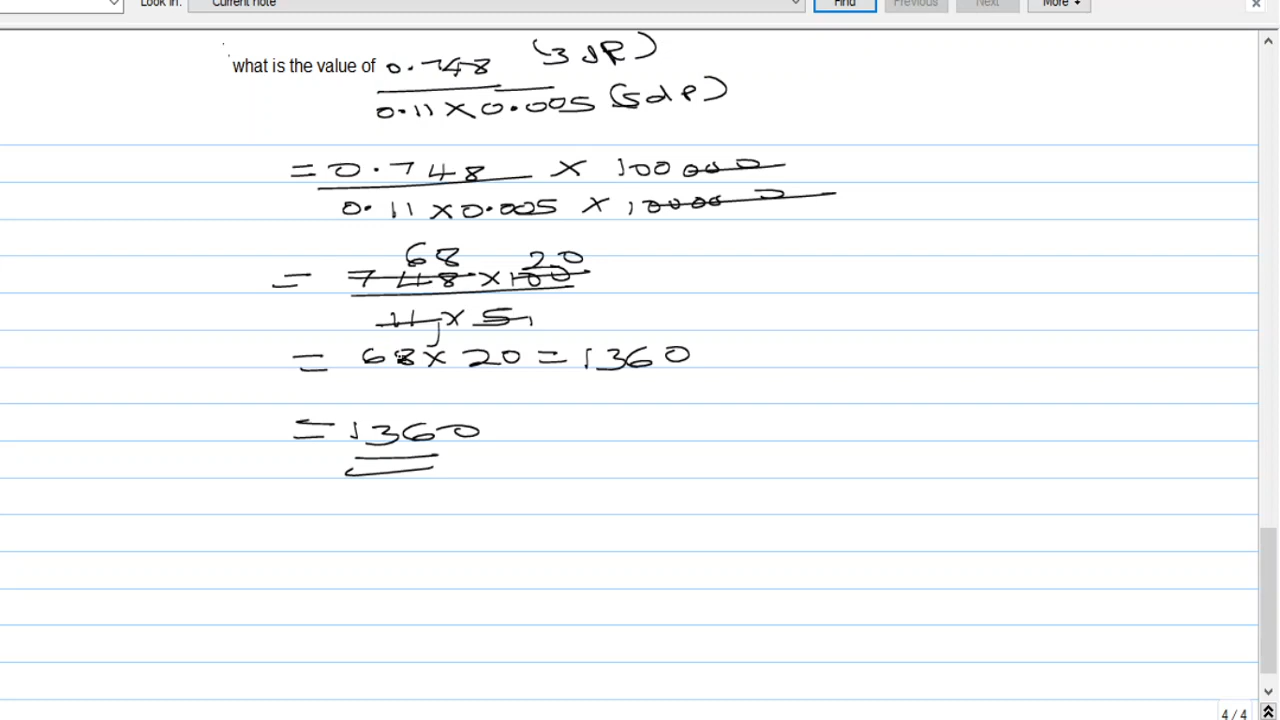 Look in: Current note Find Previous Next More
what is the value of 0.748 (3dP)
0.11 × 0.005 (5dP)
= 0.748 × 100000
0.11 × 0.005 × 100000
68 20
= 748 × 100
11 × 5
= 68 × 20 = 1360
= 1360
4 / 4